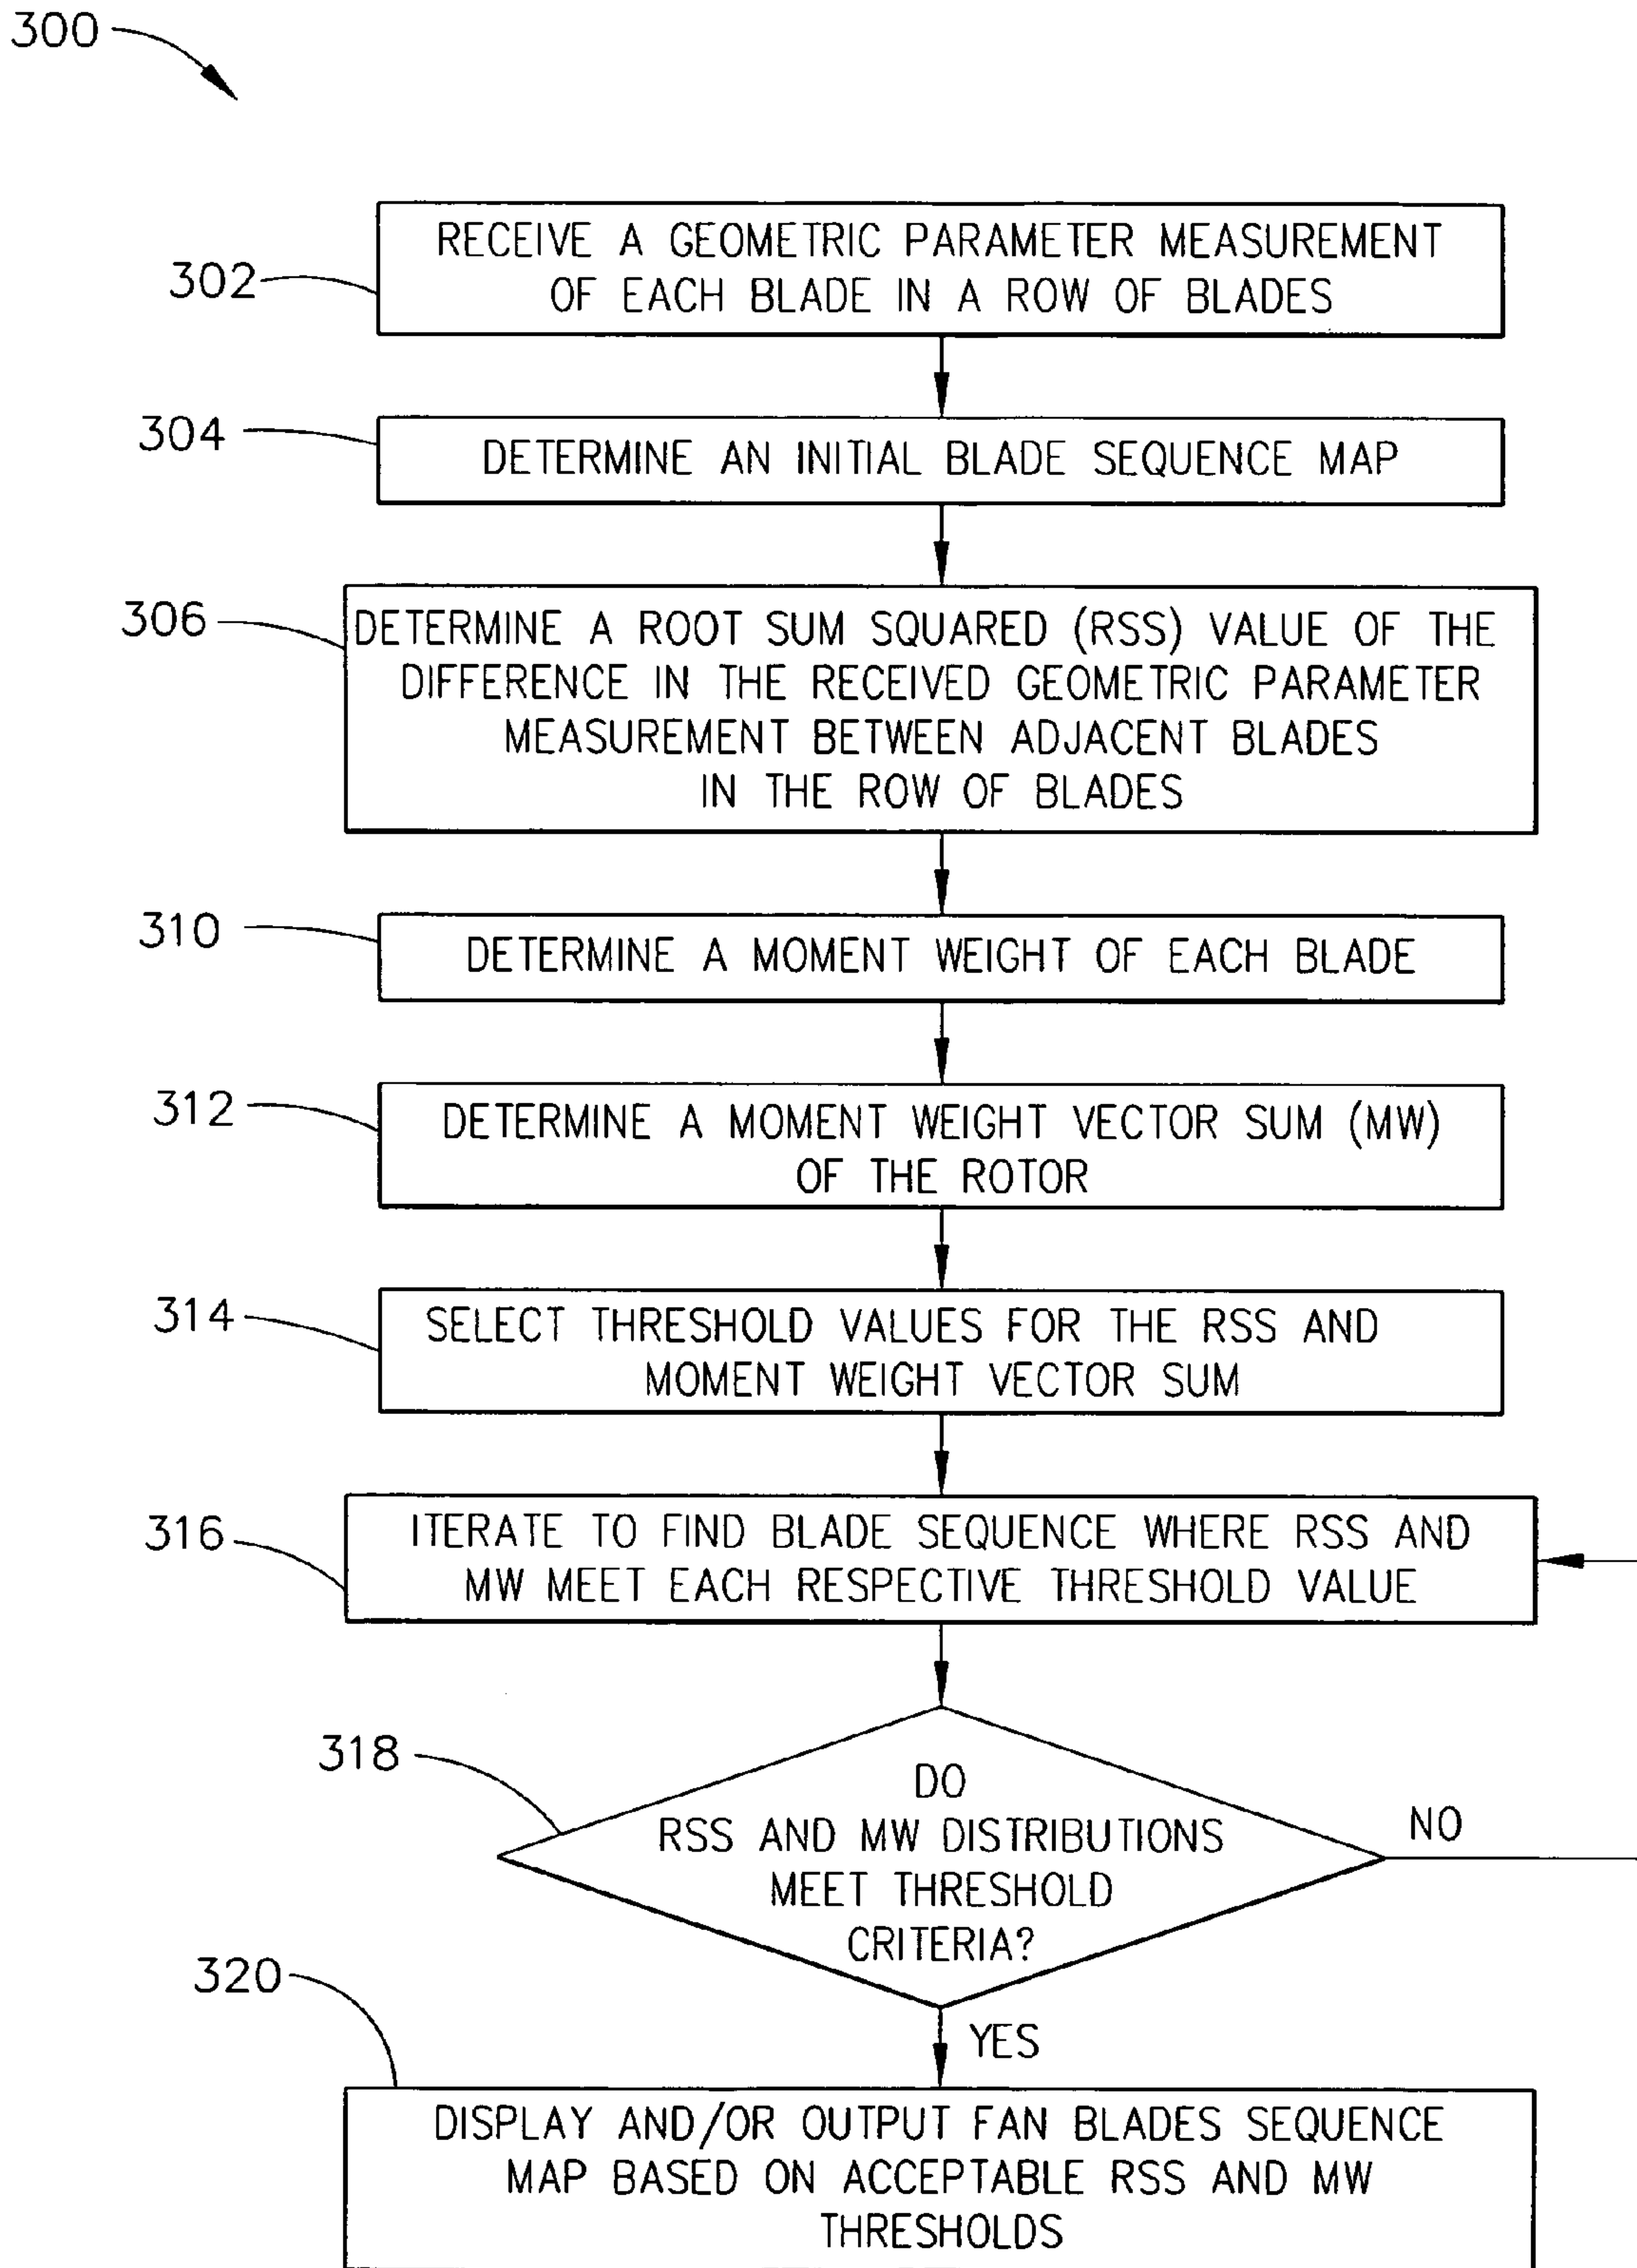 300
302
RECEIVE A GEOMETRIC PARAMETER MEASUREMENT
OF EACH BLADE IN A ROW OF BLADES
304
DETERMINE AN INITIAL BLADE SEQUENCE MAP
306
DETERMINE A ROOT SUM SQUARED (RSS) VALUE OF THE
DIFFERENCE IN THE RECEIVED GEOMETRIC PARAMETER
MEASUREMENT BETWEEN ADJACENT BLADES
IN THE ROW OF BLADES
310
DETERMINE A MOMENT WEIGHT OF EACH BLADE
312
DETERMINE A MOMENT WEIGHT VECTOR SUM (MW)
OF THE ROTOR
314
SELECT THRESHOLD VALUES FOR THE RSS AND
MOMENT WEIGHT VECTOR SUM
316
ITERATE TO FIND BLADE SEQUENCE WHERE RSS AND
MW MEET EACH RESPECTIVE THRESHOLD VALUE
318
DO
RSS AND MW DISTRIBUTIONS
MEET THRESHOLD
CRITERIA?
NO
YES
320
DISPLAY AND/OR OUTPUT FAN BLADES SEQUENCE
MAP BASED ON ACCEPTABLE RSS AND MW
THRESHOLDS